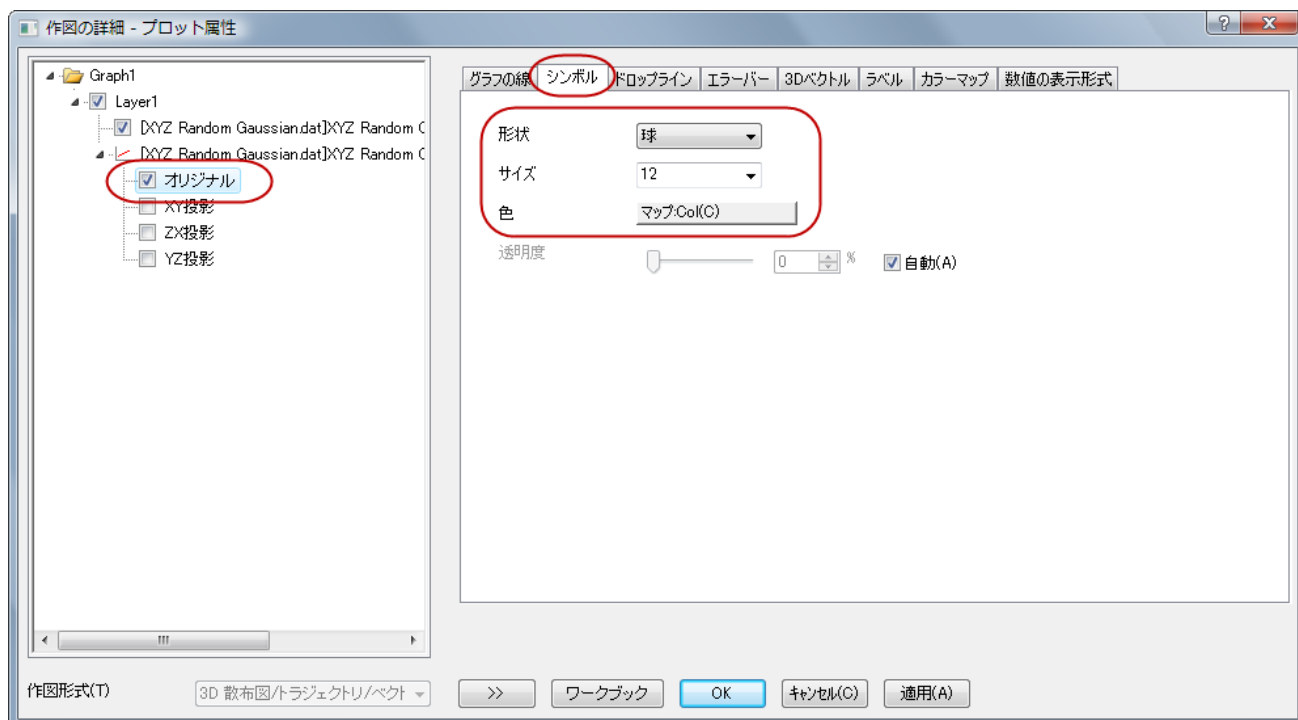 作図の詳細 - プロット属性
Graph1
Layer1
[XYZ Random Gaussian.dat]XYZ Random
[XYZ Random Gaussian.dat]XYZ Random
オリジナル
XY投影
ZX投影
YZ投影
グラフの線 シンボル ドロップライン エラーバー 3Dベクトル ラベル カラーマップ 数値の表示形式
形状 球
サイズ 12
色 マップ:Col(C)
透明度 0 % 自動(A)
作図形式(T) 3D 散布図/トラジェクトリ/ベクト >> ワークブック OK キャンセル(C) 適用(A)